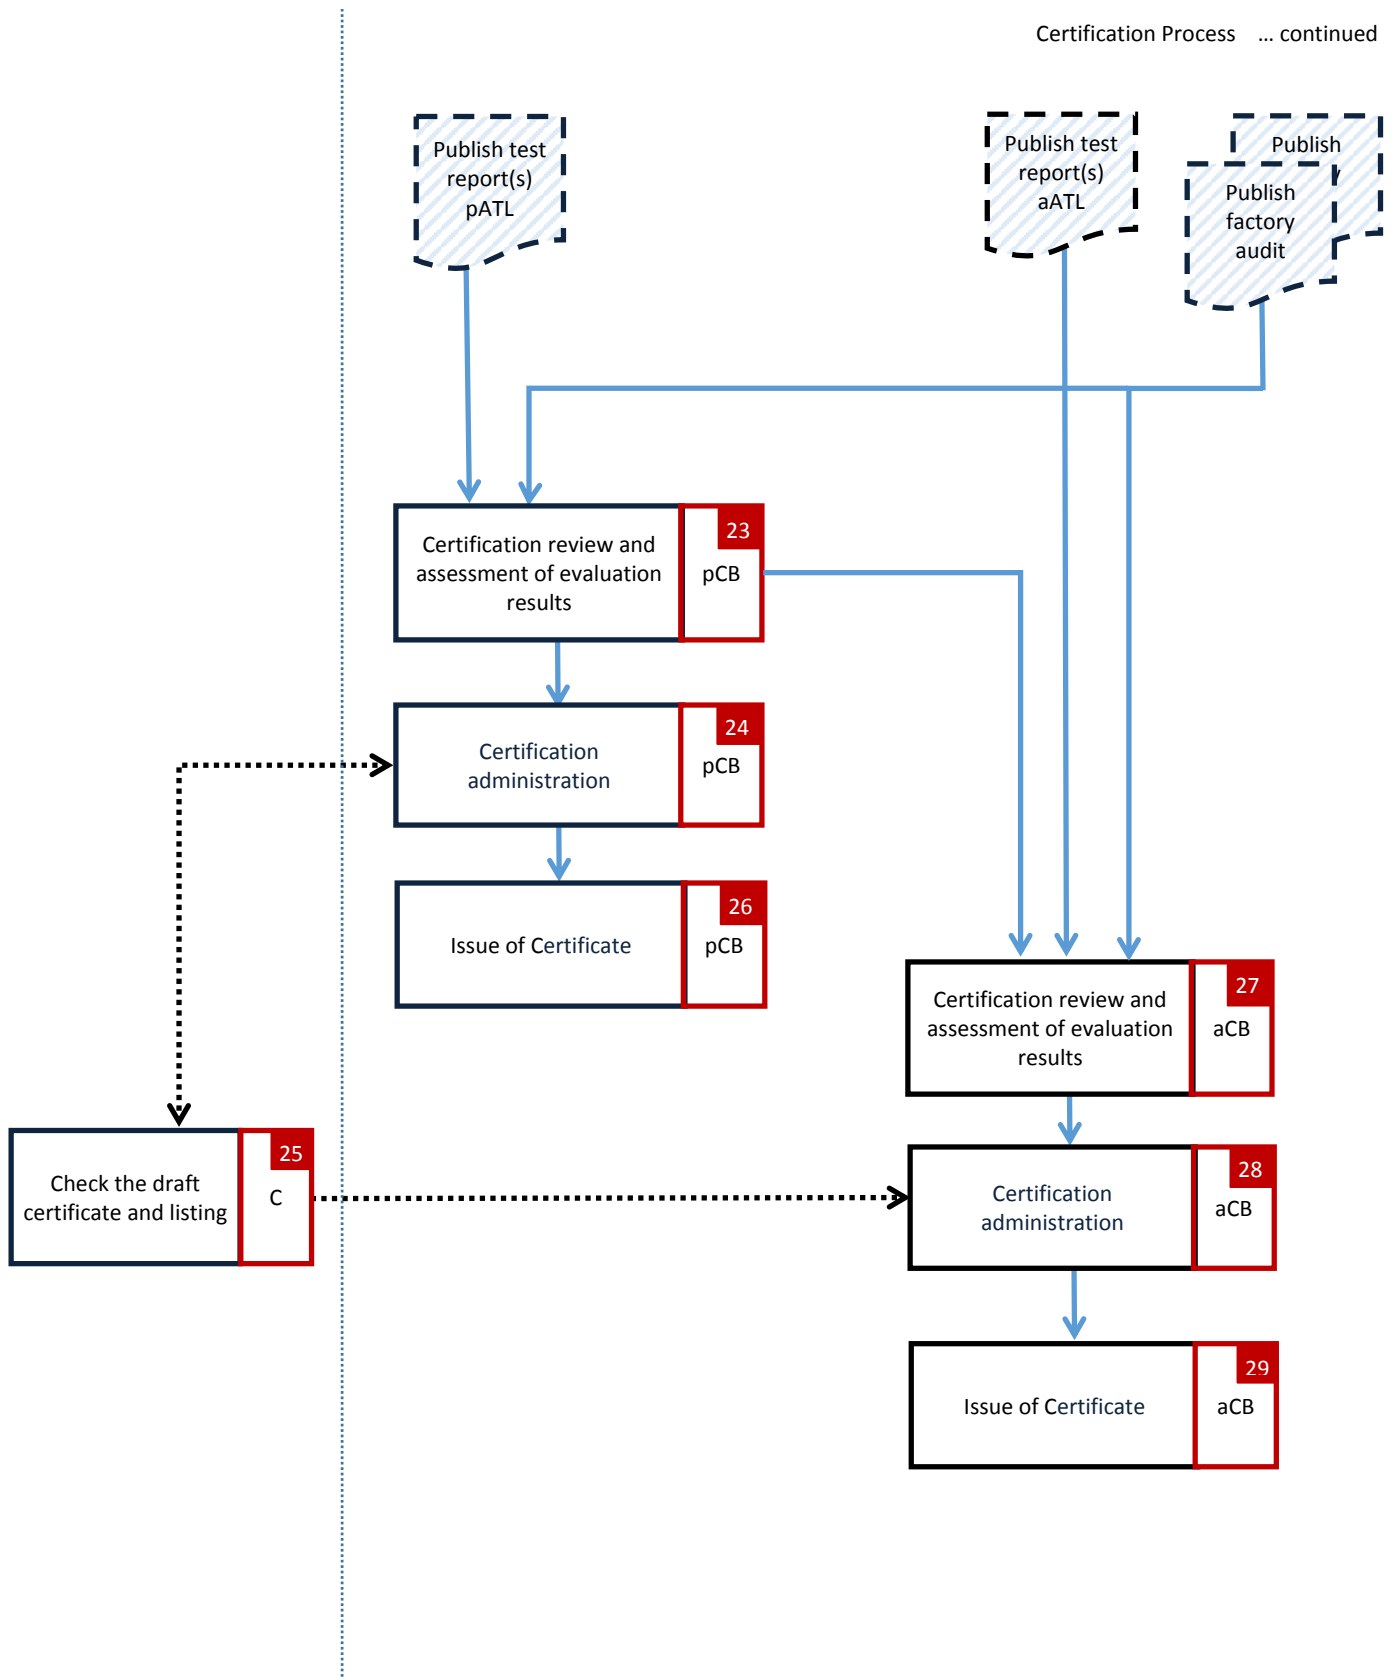 Certification Process … continued
Publish test
report(s)
pATL
Publish test
report(s)
aATL
Publish
Publish
factory
audit
23
Certification review and
assessment of evaluation
results
pCB
24
Certification
administration
pCB
26
Issue of Certificate
pCB
27
Certification review and
assessment of evaluation
results
aCB
25
Check the draft
certificate and listing
C
28
Certification
administration
aCB
29
Issue of Certificate
aCB